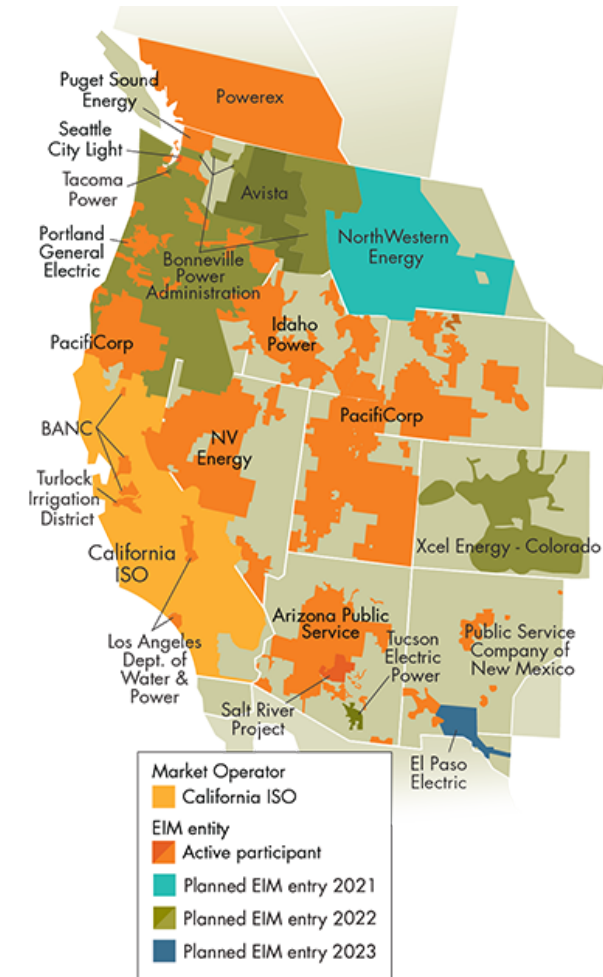 Puget Sound
Energy
Powerex
Seattle
City Light
Tacoma
Power
Avista
Portland
General
Electric
Bonneville
Power
Administration
NorthWestern
Energy
PacifiCorp
Idaho
Power
BANC
NV
Energy
PacifiCorp
Turlock
Irrigation
District
California
ISO
Xcel Energy - Colorado
Los Angeles
Dept. of
Water &
Power
Arizona Public
Service
Tucson
Electric
Power
Public Service
Company of
New Mexico
Salt River
Project
El Paso
Electric
Market Operator
California ISO
EIM entity
Active participant
Planned EIM entry 2021
Planned EIM entry 2022
Planned EIM entry 2023